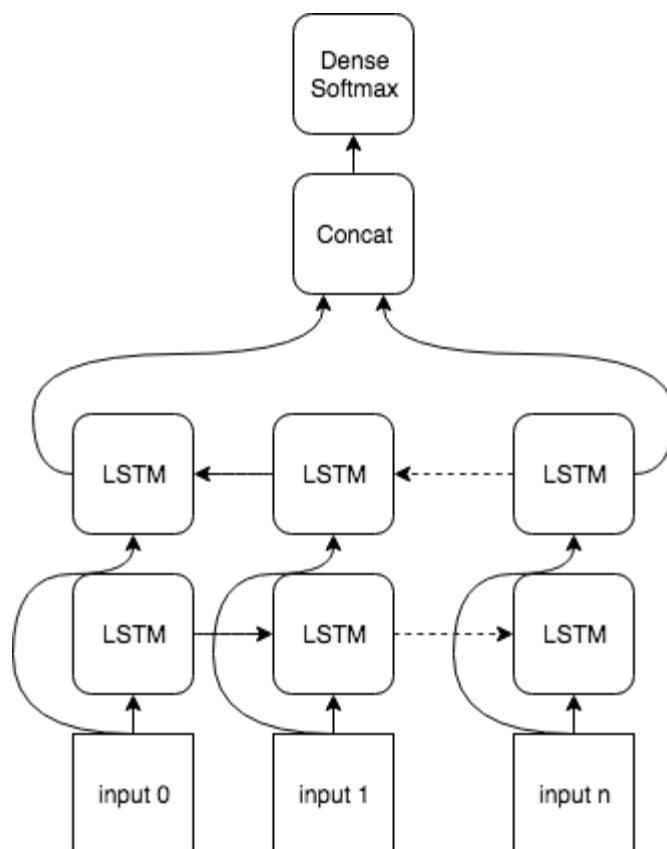 Dense
Softmax
Concat
LSTM
LSTM
LSTM
LSTM
LSTM
LSTM
input 0
input 1
input n